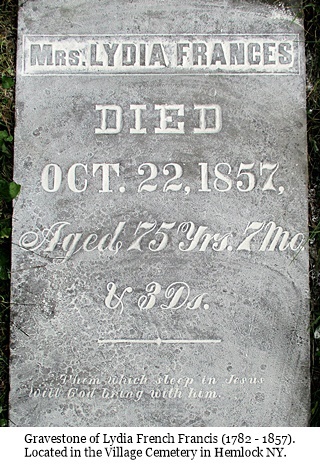 Mrs. LYDIA FRANCES
DIED
OCT. 22, 1857,
Aged 75 Yrs. 7 Mo.
& 3 Ds.
Them which sleep in Jesus
will God bring with him.
Gravestone of Lydia French Francis (1782 - 1857).
Located in the Village Cemetery in Hemlock NY.